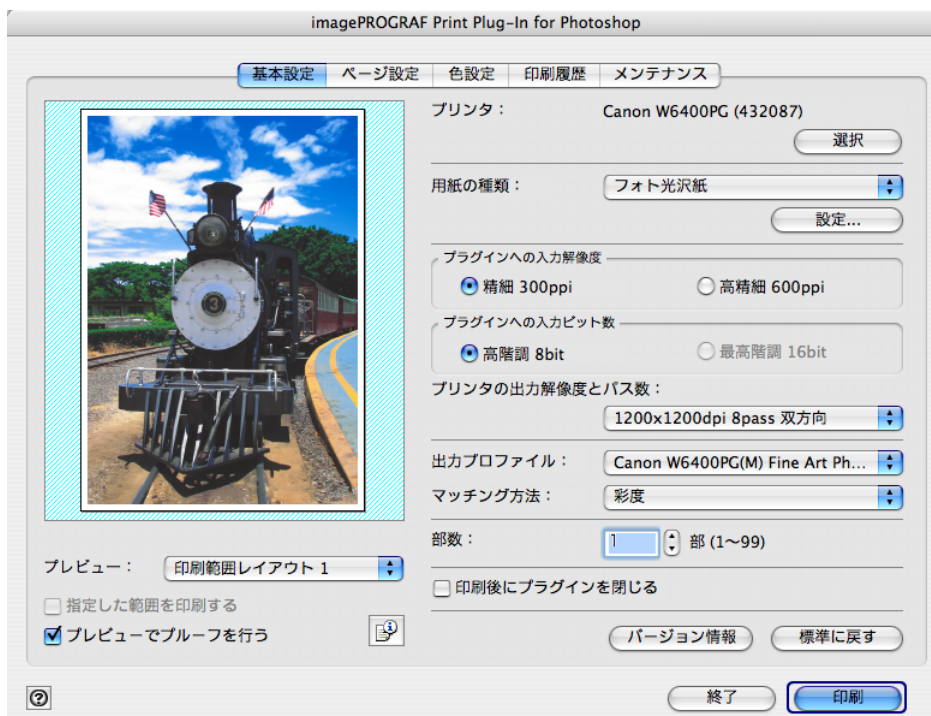 imagePROGRAF Print Plug-In for Photoshop
基本設定 ページ設定 色設定 印刷履歴 メンテナンス
プリンタ： Canon W6400PG (432087)
選択
用紙の種類： フォト光沢紙
設定...
プラグインへの入力解像度
精細 300ppi 高精細 600ppi
プラグインへの入力ビット数
高階調 8bit 最高階調 16bit
プリンタの出力解像度とパス数：
1200x1200dpi 8pass 双方向
出力プロファイル： Canon W6400PG(M) Fine Art Ph...
マッチング方法： 彩度
部数： 1 部 (1～99)
印刷後にプラグインを閉じる
バージョン情報 標準に戻す
3
プレビュー： 印刷範囲レイアウト 1
指定した範囲を印刷する
プレビューでプルーフを行う
? 終了 印刷